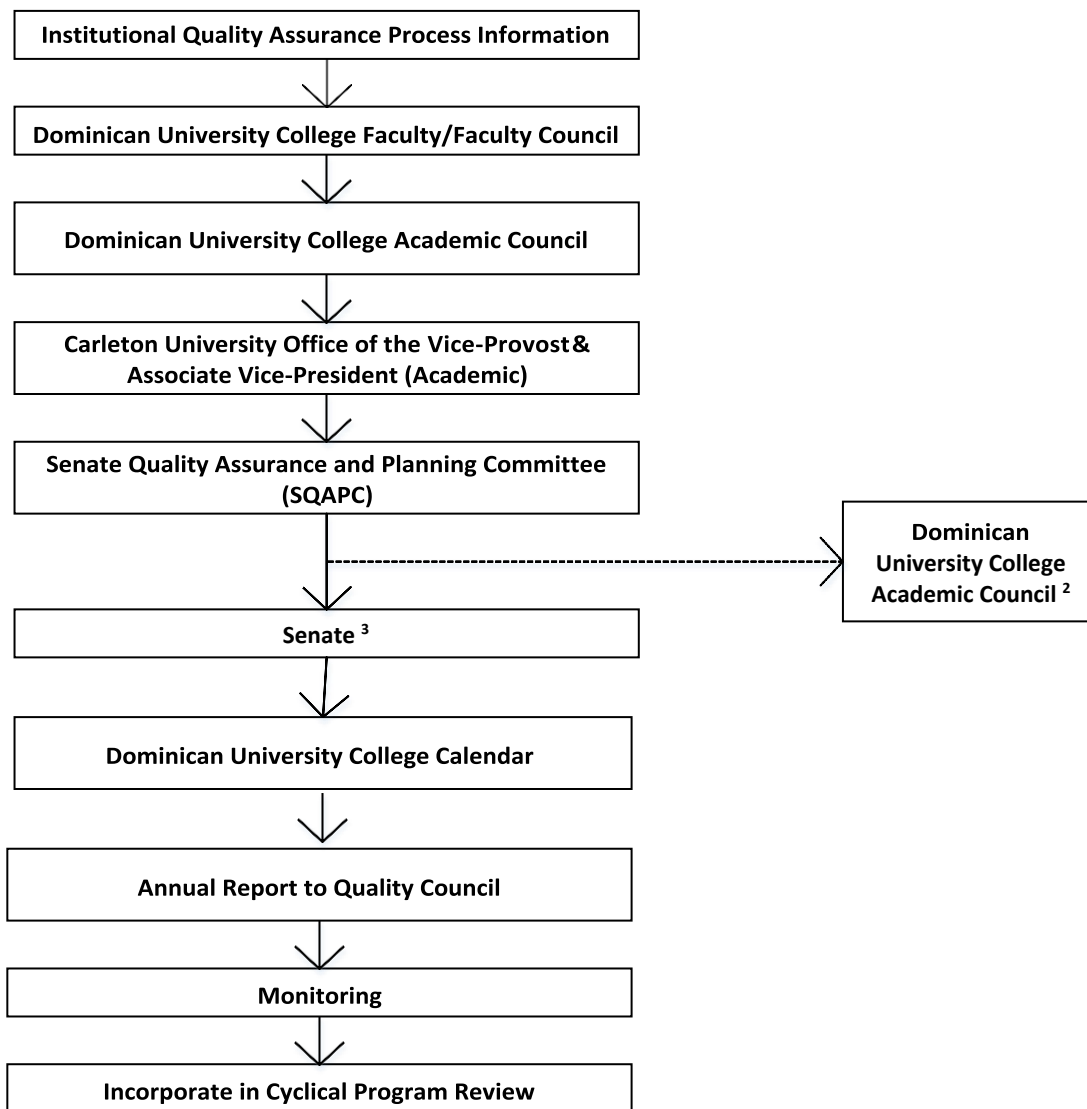 Institutional Quality Assurance Process Information
Dominican University College Faculty/Faculty Council
Dominican University College Academic Council
Carleton University Office of the Vice-Provost&
Associate Vice-President (Academic)
Senate Quality Assurance and Planning Committee
(SQAPC)
Dominican
University College
Academic Council ²
Senate ³
Dominican University College Calendar
Annual Report to Quality Council
Monitoring
Incorporate in Cyclical Program Review